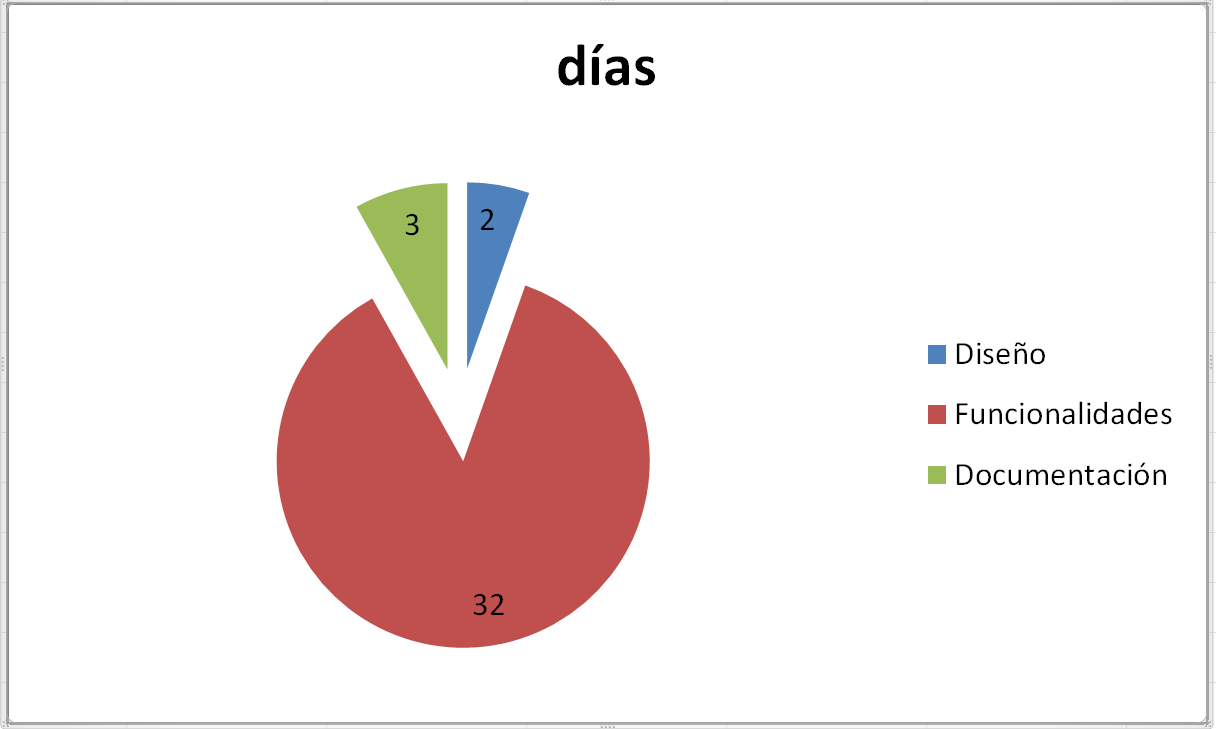 días
3
2
32
Diseño
Funcionalidades
Documentación